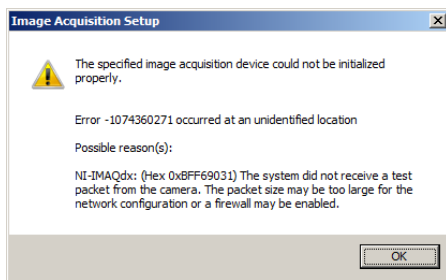 Image Acquisition Setup
The specified image acquisition device could not be initialized
properly.
Error -1074360271 occurred at an unidentified location
Possible reason(s):
NI-IMAQdx: (Hex 0xBFF69031) The system did not receive a test
packet from the camera. The packet size may be too large for the
network configuration or a firewall may be enabled.
OK